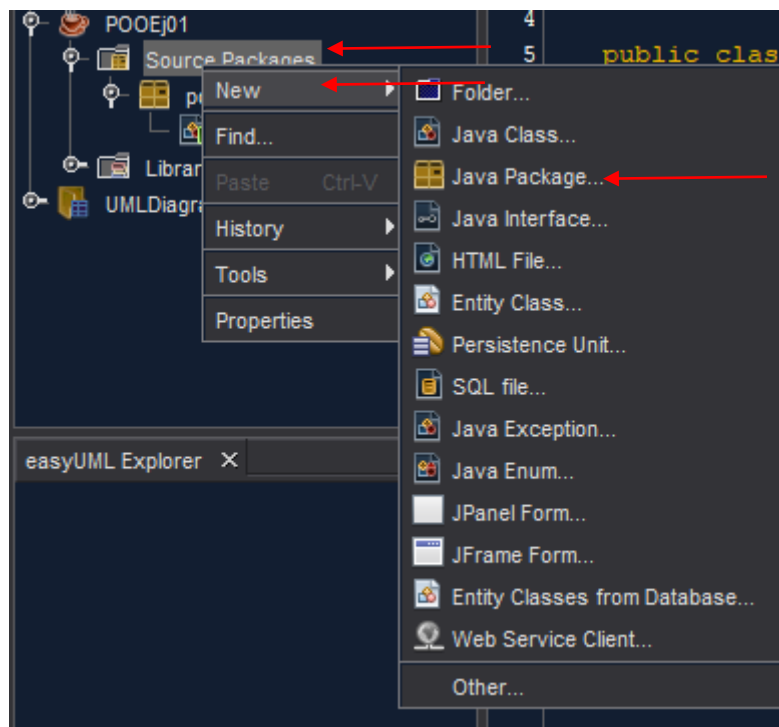 POOEj01
4
Source Packages
5 public clas
New
Find...
Librar
Paste Ctrl-V
UMLDiagra
History
Tools
Properties
Folder...
Java Class...
Java Package...
Java Interface...
HTML File...
Entity Class...
Persistence Unit...
SQL file...
Java Exception...
Java Enum...
JPanel Form...
JFrame Form...
Entity Classes from Database...
Web Service Client...
Other...
easyUML Explorer X